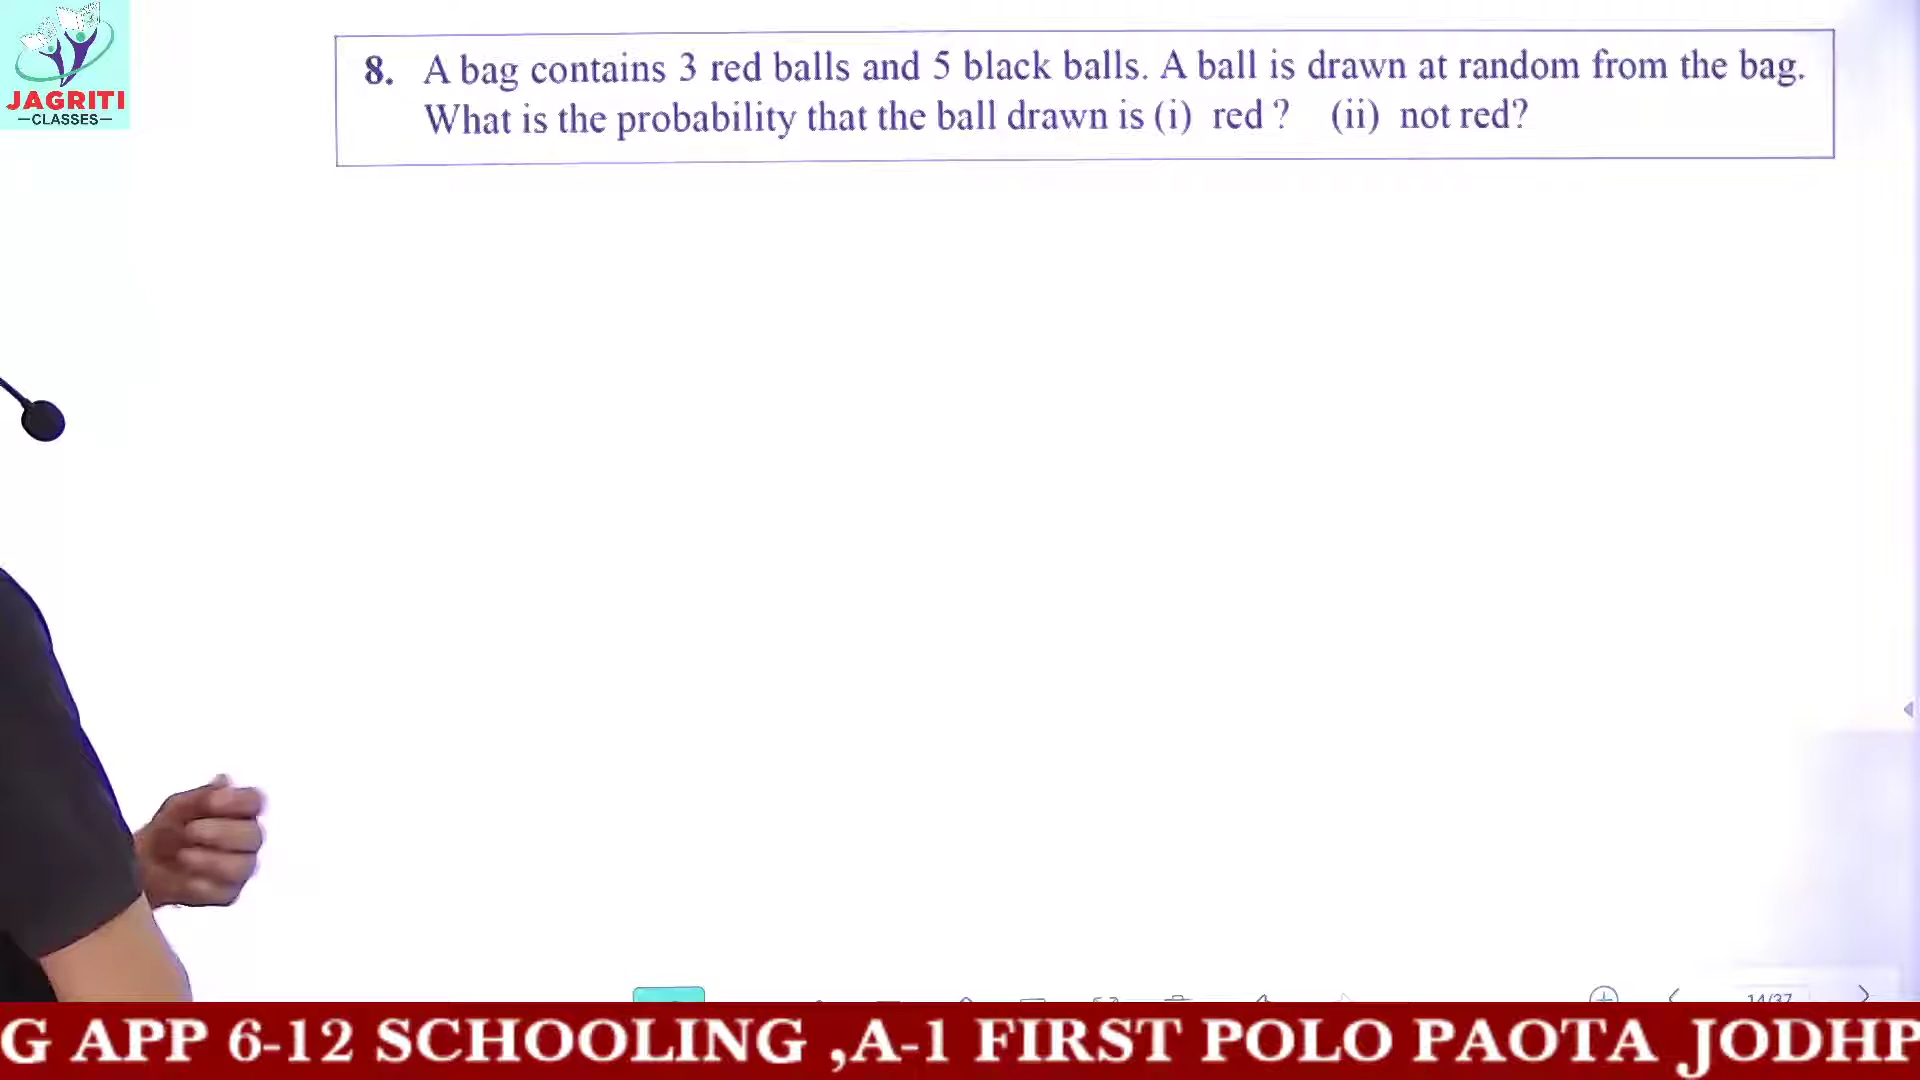 JAGRITI
—CLASSES—
8. A bag contains 3 red balls and 5 black balls. A ball is drawn at random from the bag.
What is the probability that the ball drawn is (i) red ? (ii) not red?
14/37
G APP 6-12 SCHOOLING ,A-1 FIRST POLO PAOTA JODHP